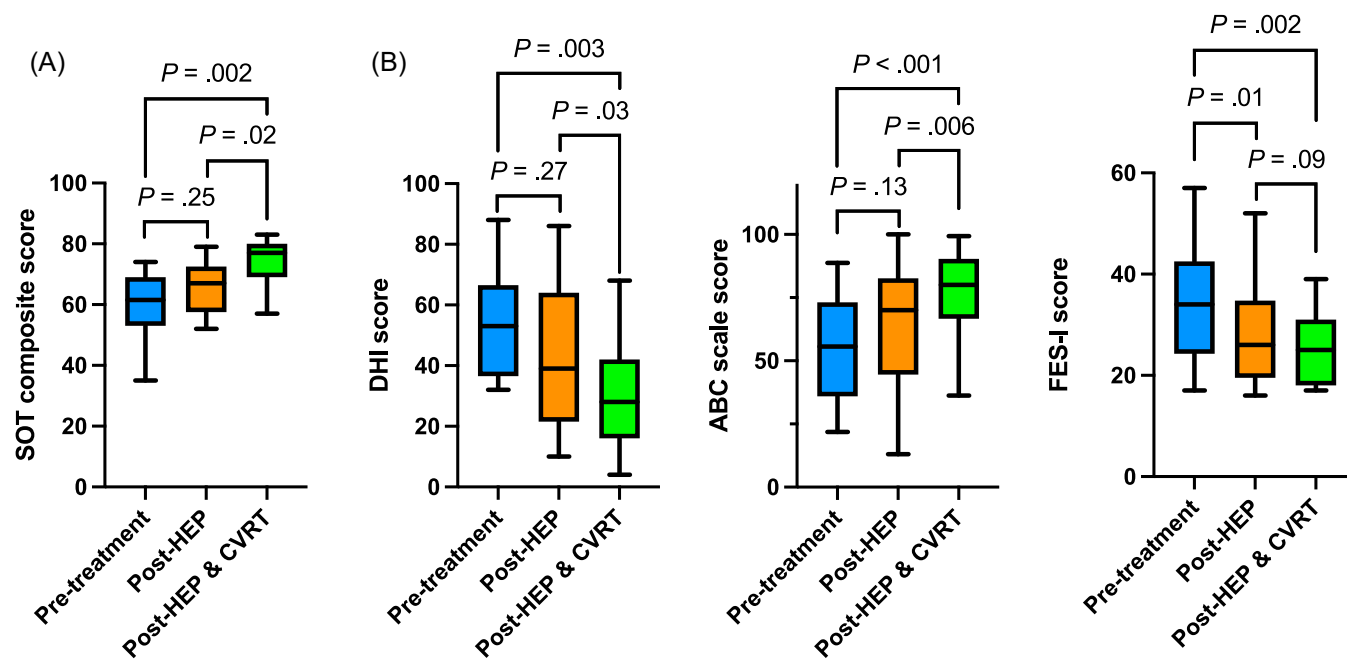 (A)
P = .002
P = .02
P = .25
SOT composite score
100
80
60
40
20
0
Pre-treatment
Post-HEP
Post-HEP & CVRT
(B)
P = .003
P = .03
P = .27
DHI score
100
80
60
40
20
0
Pre-treatment
Post-HEP
Post-HEP & CVRT
P < .001
P = .006
P = .13
ABC scale score
100
50
0
Pre-treatment
Post-HEP
Post-HEP & CVRT
P = .002
P = .01
P = .09
FES-I score
60
40
20
0
Pre-treatment
Post-HEP
Post-HEP & CVRT